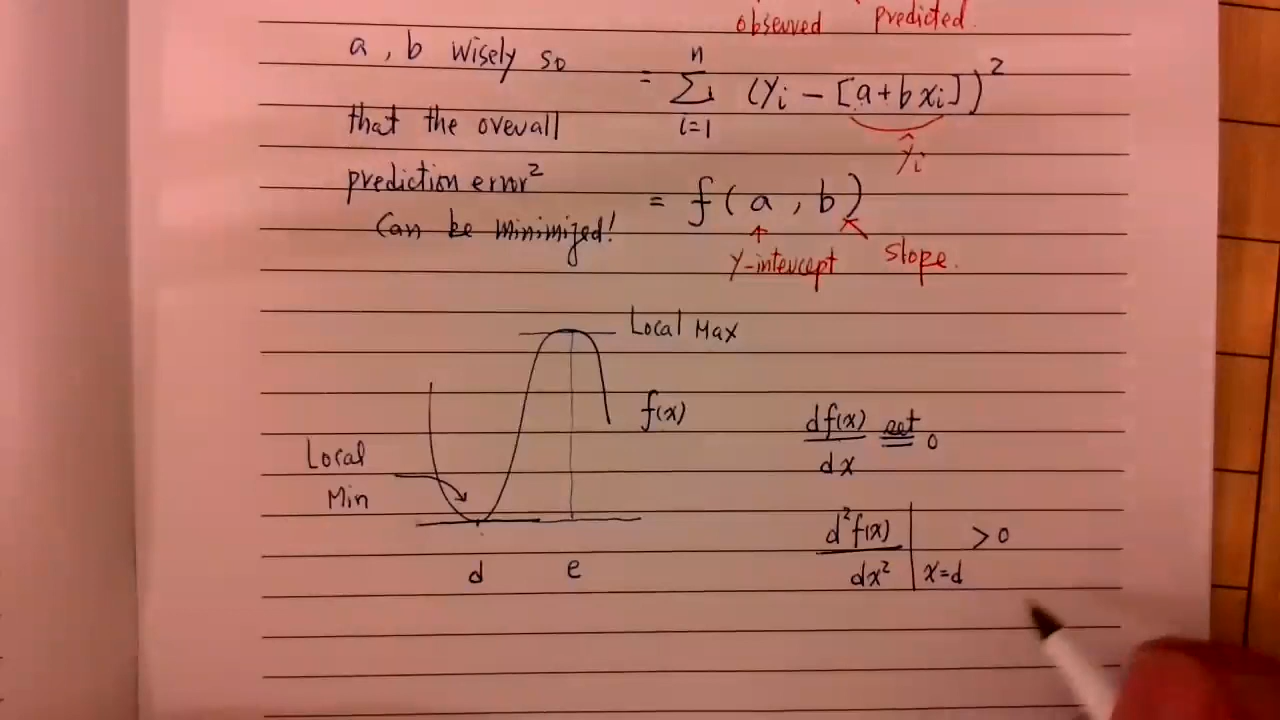 observed predicted.
a, b wisely so
that the overall
prediction error²
can be minimized!
= Σ (yᵢ − [a + b xᵢ])²
n
i=1
ŷᵢ
= f(a, b)
y-intercept slope.
Local Max
f(x)
Local
Min
d e
df(x) set 0
dx
d²f(x) > 0
dx² x=d